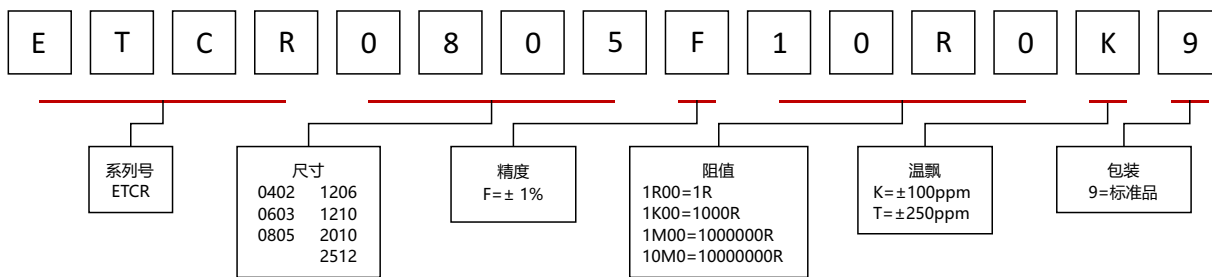 E T C R 0 8 0 5 F 1 0 R 0 K 9
系列号
ETCR
尺寸
0402 1206
0603 1210
0805 2010
2512
精度
F=± 1%
阻值
1R00=1R
1K00=1000R
1M00=1000000R
10M0=10000000R
温飘
K=±100ppm
T=±250ppm
包装
9=标准品